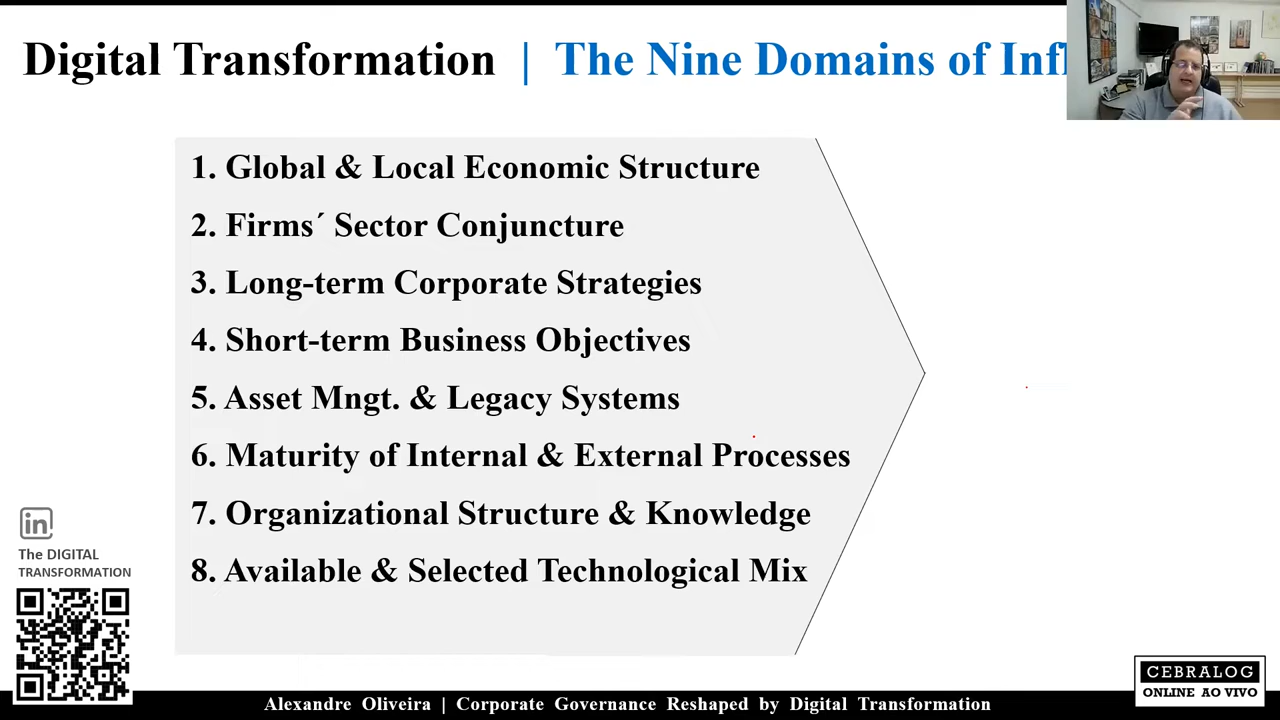 Digital Transformation | The Nine Domains of Inf
1. Global & Local Economic Structure
2. Firms´ Sector Conjuncture
3. Long-term Corporate Strategies
4. Short-term Business Objectives
5. Asset Mngt. & Legacy Systems
6. Maturity of Internal & External Processes
7. Organizational Structure & Knowledge
8. Available & Selected Technological Mix
in
The DIGITAL
TRANSFORMATION
CEBRALOG
ONLINE AO VIVO
Alexandre Oliveira | Corporate Governance Reshaped by Digital Transformation